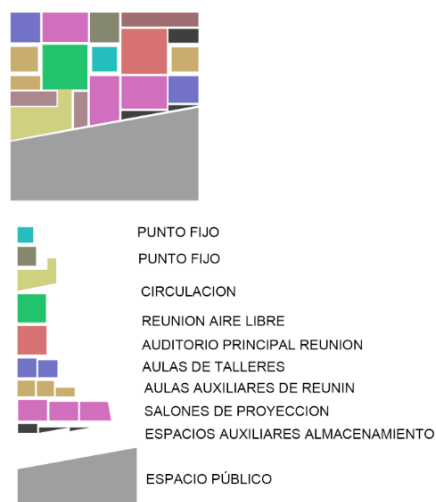 PUNTO FIJO
PUNTO FIJO
CIRCULACION
REUNION AIRE LIBRE
AUDITORIO PRINCIPAL REUNION
AULAS DE TALLERES
AULAS AUXILIARES DE REUNIN
SALONES DE PROYECCION
ESPACIOS AUXILIARES ALMACENAMIENTO
ESPACIO PÚBLICO